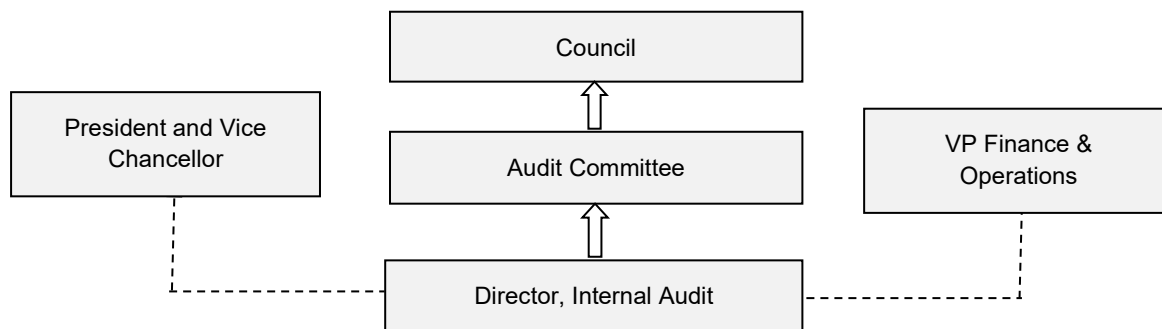 Council
President and Vice
Chancellor
Audit Committee
VP Finance &
Operations
Director, Internal Audit